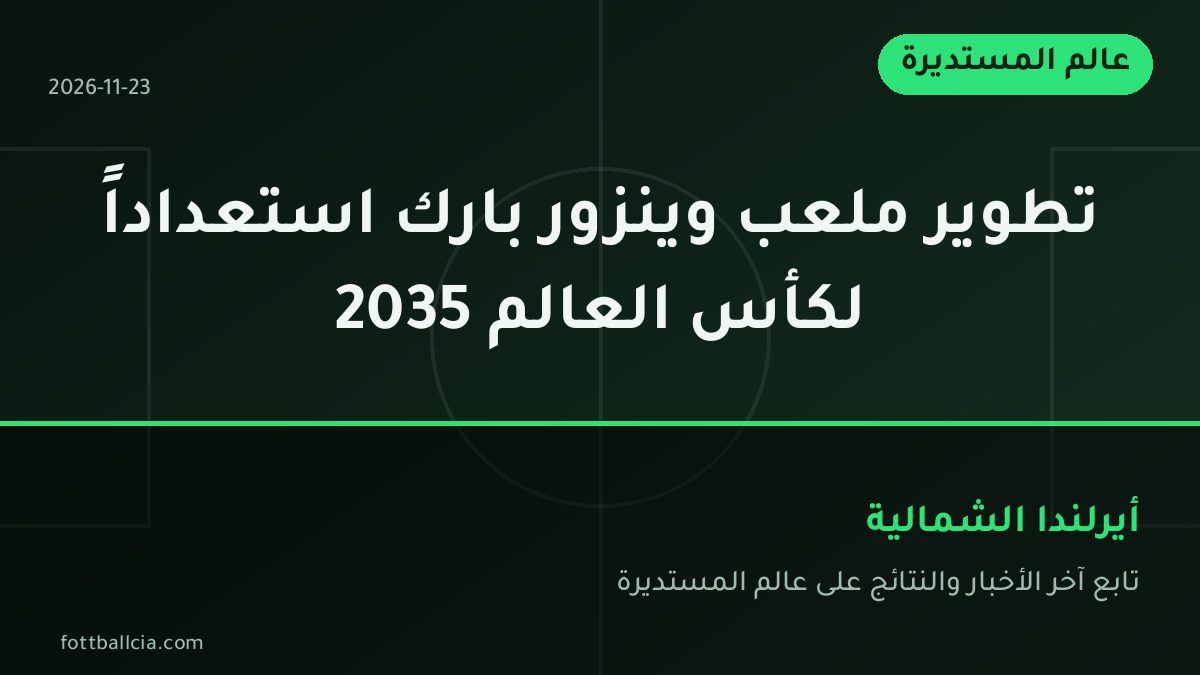 عالم المستديرة
2026-11-23
تطوير ملعب وينزور بارك استعداداً
لكأس العالم 2035
أيرلندا الشمالية
تابع آخر الأخبار والنتائج على عالم المستديرة
fottballcia.com